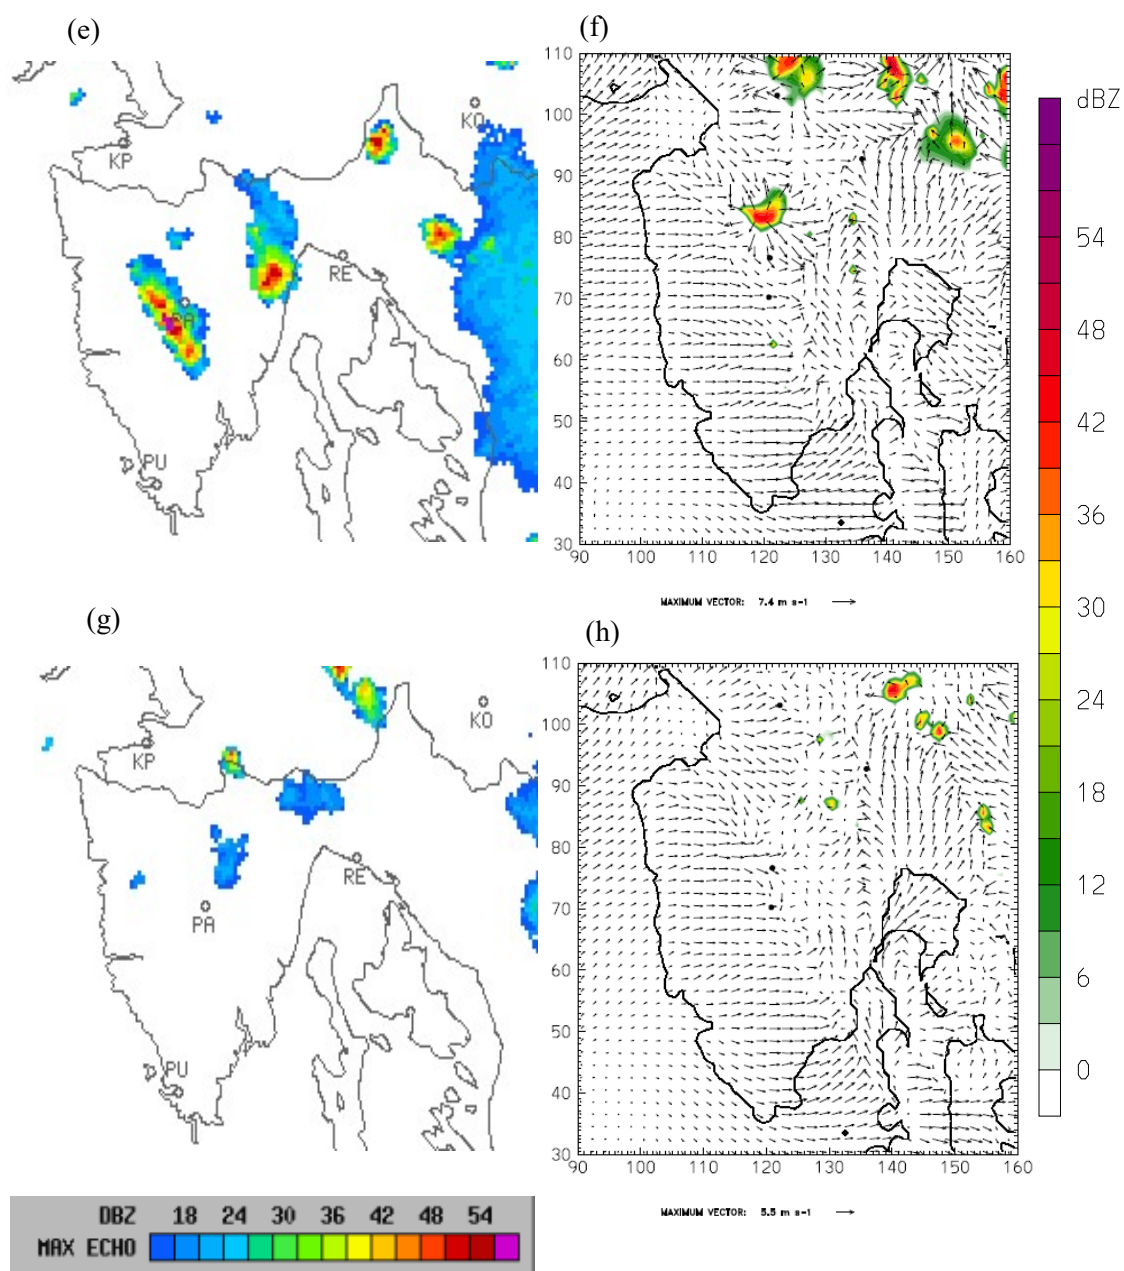 (e)
(f)
KP
KO
RE
PA
PU
110
100
90
80
70
60
50
40
30
90 100 110 120 130 140 150 160
MAXIMUM VECTOR: 7.4 m s-1
dBZ
54
48
42
36
30
24
18
12
6
0
(g)
(h)
KP
KO
RE
PA
PU
110
100
90
80
70
60
50
40
30
90 100 110 120 130 140 150 160
MAXIMUM VECTOR: 5.5 m s-1
DBZ 18 24 30 36 42 48 54
MAX ECHO